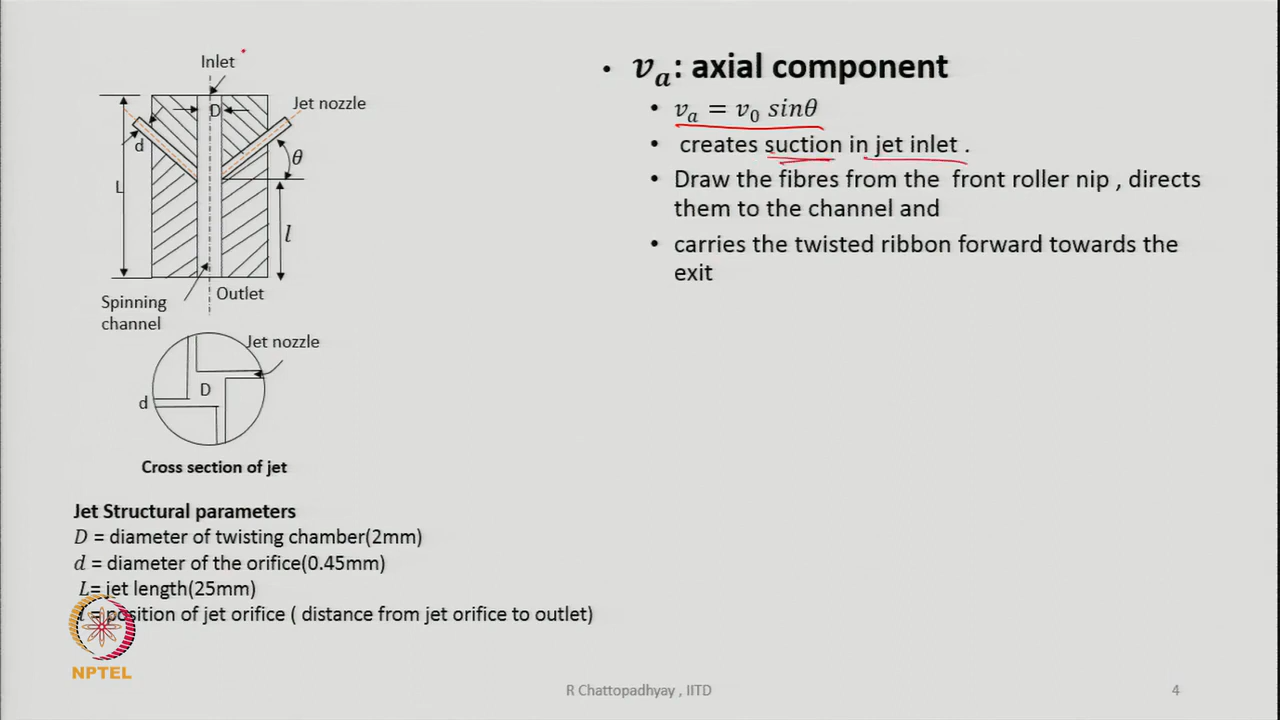 Inlet
D
Jet nozzle
d
θ
L
l
Spinning
channel
Outlet
Jet nozzle
D
d
Cross section of jet
Jet Structural parameters
D = diameter of twisting chamber(2mm)
d = diameter of the orifice(0.45mm)
L= jet length(25mm)
l = position of jet orifice ( distance from jet orifice to outlet)
NPTEL
• vₐ: axial component
• vₐ = v₀ sinθ
• creates suction in jet inlet .
• Draw the fibres from the front roller nip , directs
them to the channel and
• carries the twisted ribbon forward towards the
exit
R Chattopadhyay , IITD
4